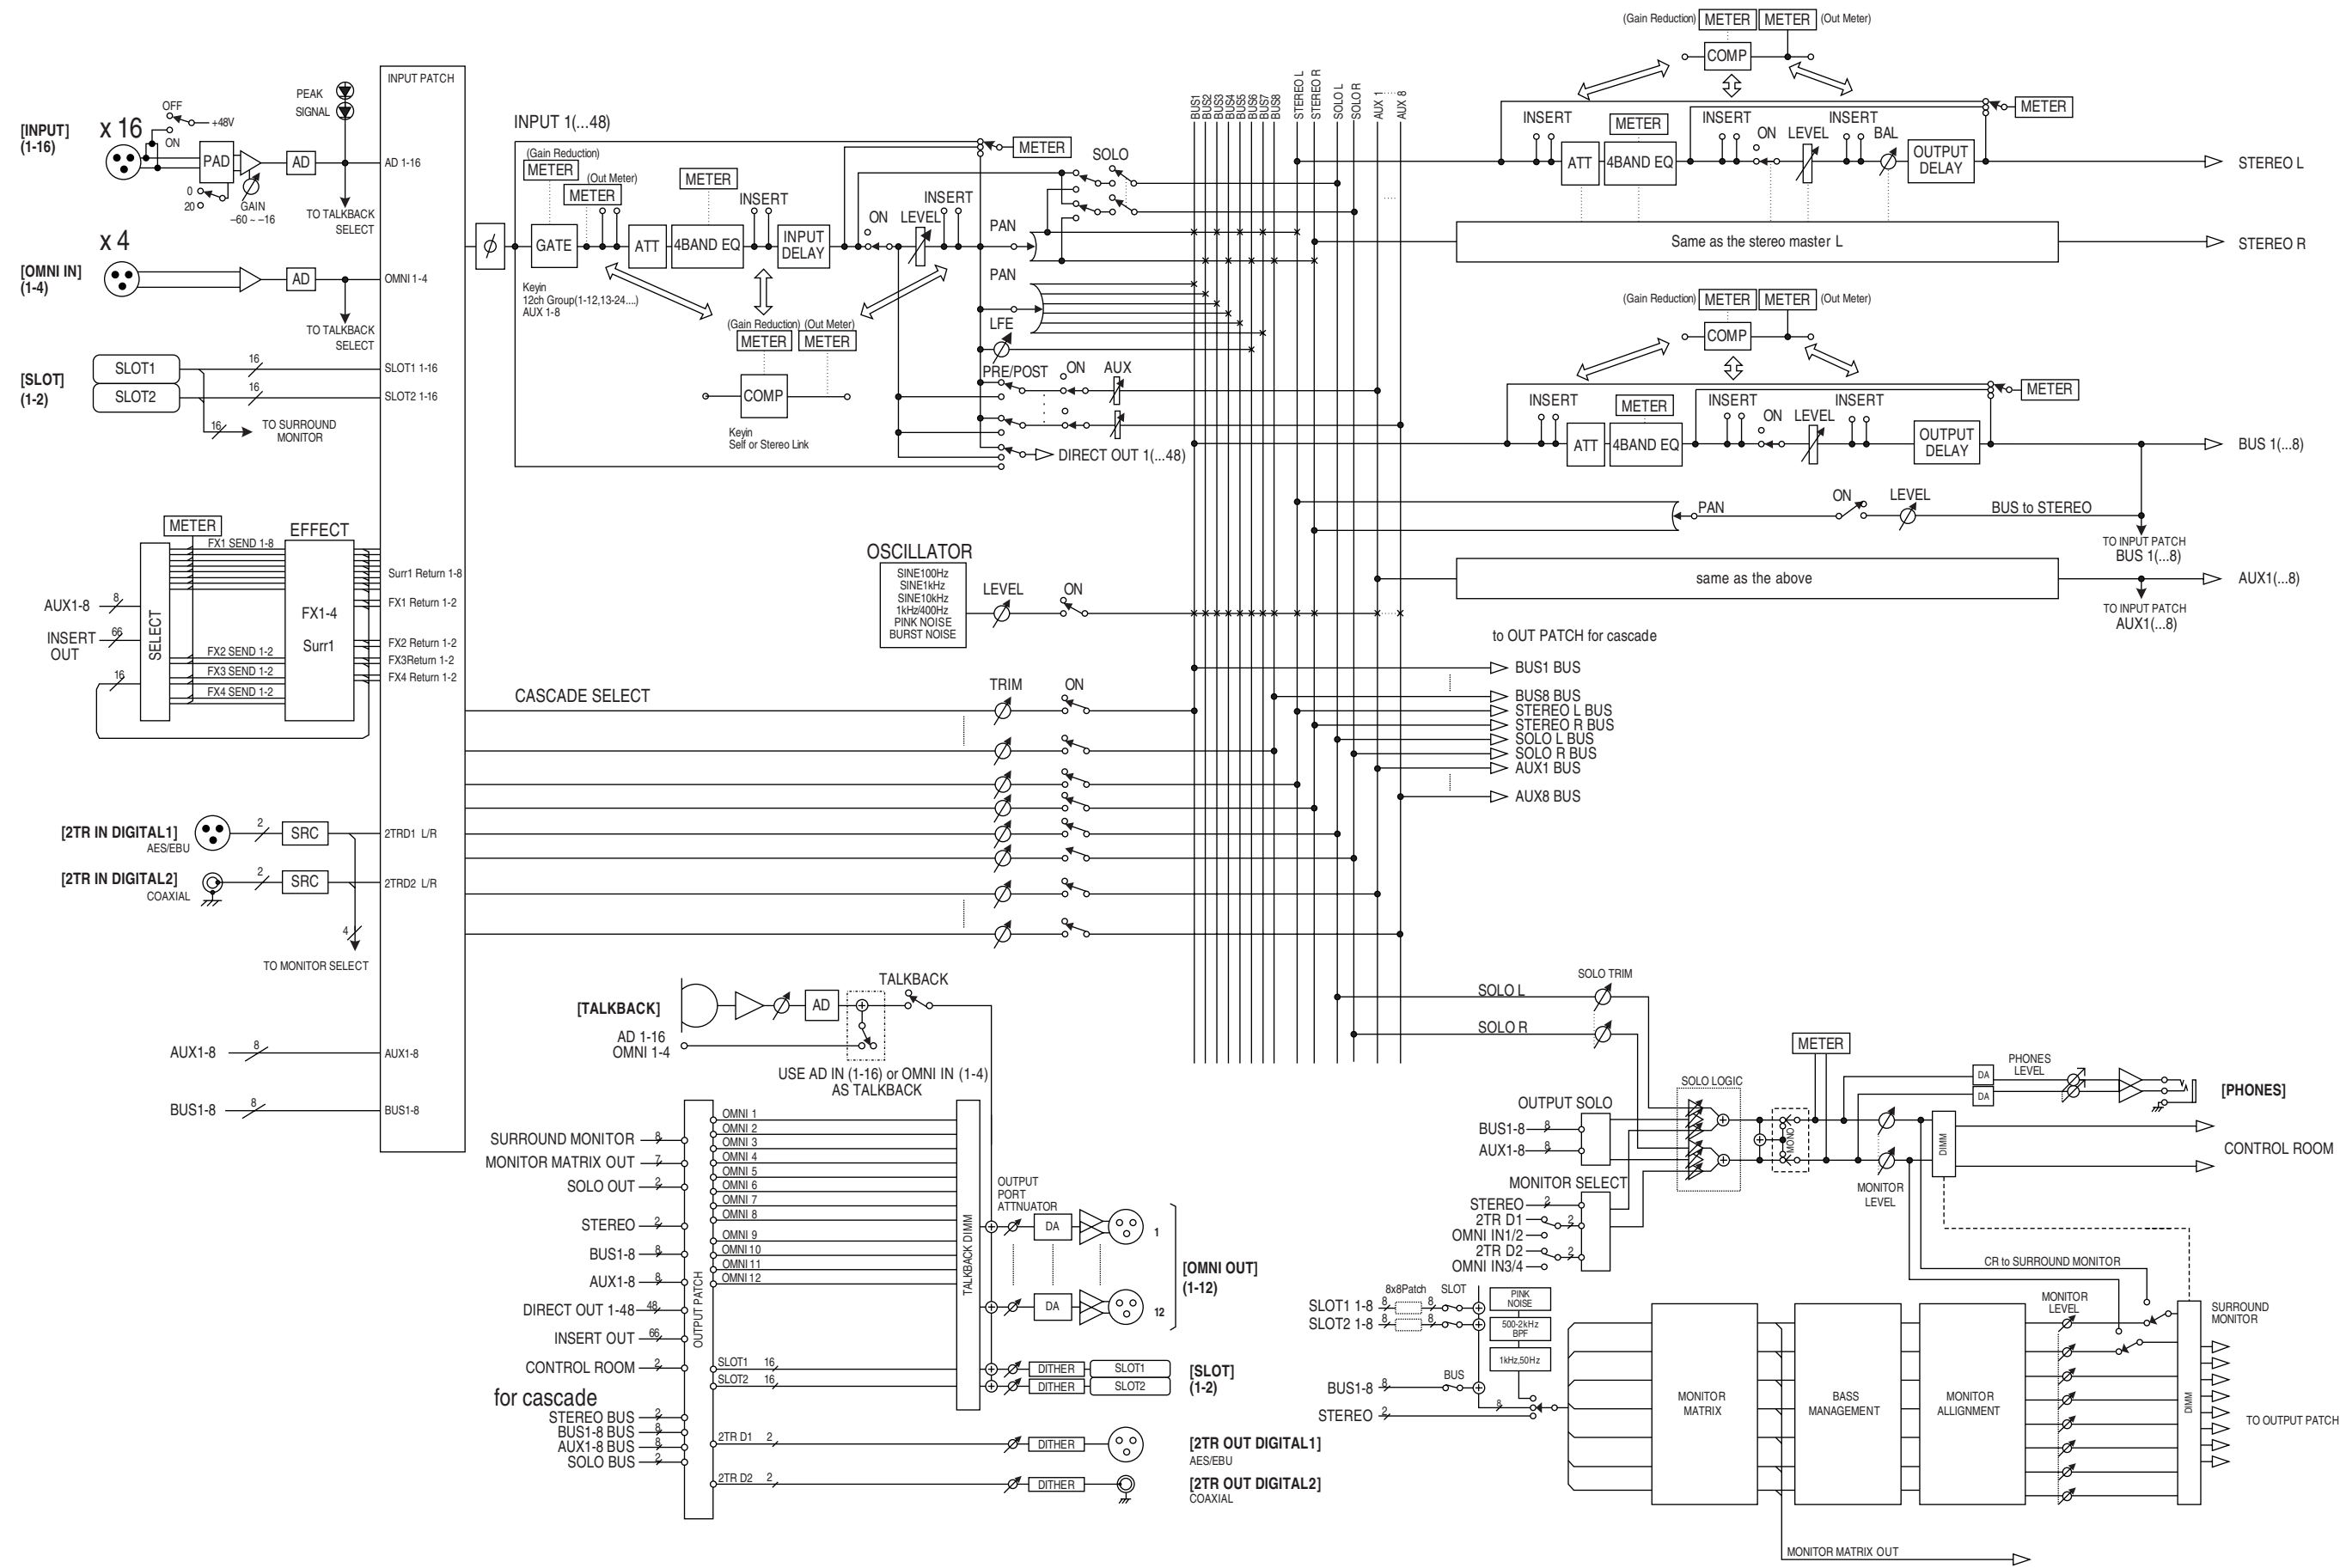 (Gain Reduction) METER METER (Out Meter)
COMP
METER
INSERT METER INSERT ON LEVEL INSERT BAL
ATT 4BAND EQ OUTPUT DELAY STEREO L
Same as the stereo master L STEREO R
(Gain Reduction) METER METER (Out Meter)
COMP
METER
INSERT METER INSERT ON LEVEL INSERT
ATT 4BAND EQ OUTPUT DELAY BUS 1(...8)
PAN ON LEVEL BUS to STEREO
TO INPUT PATCH
BUS 1(...8)
same as the above AUX1(...8)
TO INPUT PATCH
AUX1(...8)
[INPUT]
(1-16)
x 16
OFF
+48V
ON
PAD
0
20
GAIN
–60 ~ –16
AD
PEAK
SIGNAL
TO TALKBACK
SELECT
INPUT PATCH
AD 1-16
x 4
[OMNI IN]
(1-4)
AD
OMNI 1-4
TO TALKBACK
SELECT
[SLOT]
(1-2)
SLOT1 16 SLOT1 1-16
SLOT2 16 SLOT2 1-16
16 TO SURROUND
MONITOR
INPUT 1(...48)
ϕ
(Gain Reduction)
METER
(Out Meter)
METER
METER
INSERT
GATE ATT 4BAND EQ INPUT DELAY
ON LEVEL INSERT
METER
SOLO
PAN
PAN
LFE
PRE/POST ON AUX
DIRECT OUT 1(...48)
Keyin
12ch Group(1-12,13-24....)
AUX 1-8
(Gain Reduction) (Out Meter)
METER METER
COMP
Keyin
Self or Stereo Link
BUS1
BUS2
BUS3
BUS4
BUS5
BUS6
BUS7
BUS8
STEREO L
STEREO R
SOLO L
SOLO R
AUX 1
AUX 8
METER EFFECT
FX1 SEND 1-8
AUX1-8 8
INSERT
OUT 66
16
SELECT
FX1-4
Surr1
FX2 SEND 1-2
FX3 SEND 1-2
FX4 SEND 1-2
Surr1 Return 1-8
FX1 Return 1-2
FX2 Return 1-2
FX3Return 1-2
FX4 Return 1-2
OSCILLATOR
SINE100Hz
SINE1kHz
SINE10kHz
1kHz/400Hz
PINK NOISE
BURST NOISE
LEVEL ON
CASCADE SELECT TRIM ON
to OUT PATCH for cascade
BUS1 BUS
BUS8 BUS
STEREO L BUS
STEREO R BUS
SOLO L BUS
SOLO R BUS
AUX1 BUS
AUX8 BUS
[2TR IN DIGITAL1]
AES/EBU
2 SRC 2TRD1 L/R
[2TR IN DIGITAL2]
COAXIAL
2 SRC 2TRD2 L/R
4
TO MONITOR SELECT
AUX1-8 8 AUX1-8
BUS1-8 8 BUS1-8
[TALKBACK] AD TALKBACK
AD 1-16
OMNI 1-4
USE AD IN (1-16) or OMNI IN (1-4)
AS TALKBACK
SURROUND MONITOR 8
MONITOR MATRIX OUT 7
SOLO OUT 2
STEREO 2
BUS1-8 8
AUX1-8 8
DIRECT OUT 1-48 48
INSERT OUT 66
CONTROL ROOM 2
for cascade
STEREO BUS 2
BUS1-8 BUS 8
AUX1-8 BUS 8
SOLO BUS 2
OUTPUT PATCH
OMNI 1
OMNI 2
OMNI 3
OMNI 4
OMNI 5
OMNI 6
OMNI 7
OMNI 8
OMNI 9
OMNI 10
OMNI 11
OMNI 12
SLOT1 16
SLOT2 16
2TR D1 2
2TR D2 2
TALKBACK DIMM
OUTPUT
PORT
ATTNUATOR
DA 1
DA 12
[OMNI OUT]
(1-12)
DITHER SLOT1
DITHER SLOT2
[SLOT]
(1-2)
DITHER [2TR OUT DIGITAL1]
AES/EBU
DITHER [2TR OUT DIGITAL2]
COAXIAL
SOLO TRIM
SOLO L
SOLO R
SOLO LOGIC
OUTPUT SOLO
BUS1-8 8
AUX1-8 8
MONITOR SELECT
STEREO 2
2TR D1 2
OMNI IN1/2
2TR D2 2
OMNI IN3/4
METER
MONO
MONITOR
LEVEL
DIMM
DA
DA
PHONES
LEVEL
[PHONES]
CONTROL ROOM
CR to SURROUND MONITOR
8x8Patch SLOT
SLOT1 1-8 8 8
SLOT2 1-8 8 8
PINK
NOISE
500-2kHz
BPF
1kHz,50Hz
BUS1-8 8 BUS
STEREO 2
8
MONITOR
MATRIX
BASS
MANAGEMENT
MONITOR
ALLIGNMENT
MONITOR
LEVEL
DIMM
SURROUND
MONITOR
TO OUTPUT PATCH
MONITOR MATRIX OUT